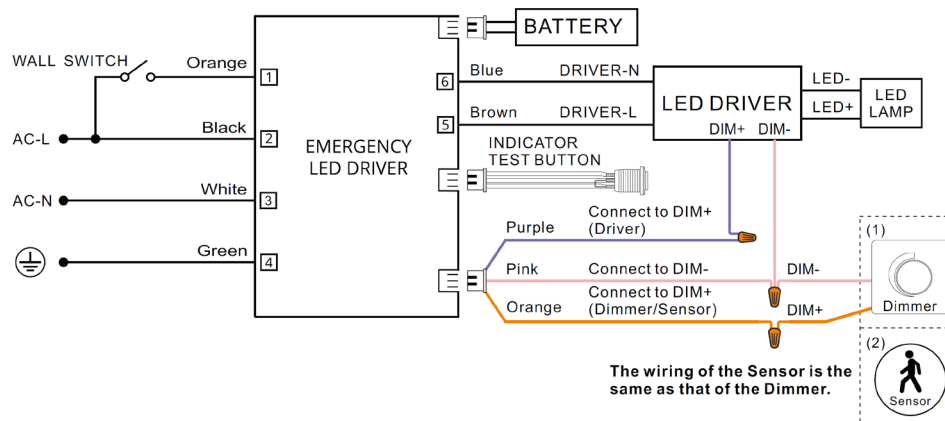 BATTERY
WALL SWITCH
Orange
1
6
Blue
DRIVER-N
LED-
LED DRIVER
LED
LAMP
LED+
Black
AC-L
2
5
Brown
DRIVER-L
DIM+
DIM-
EMERGENCY
LED DRIVER
INDICATOR
TEST BUTTON
White
AC-N
3
Connect to DIM+
(Driver)
Purple
(1)
Green
4
Pink
Connect to DIM-
DIM-
Orange
Connect to DIM+
(Dimmer/Sensor)
DIM+
Dimmer
(2)
The wiring of the Sensor is the
same as that of the Dimmer.
Sensor